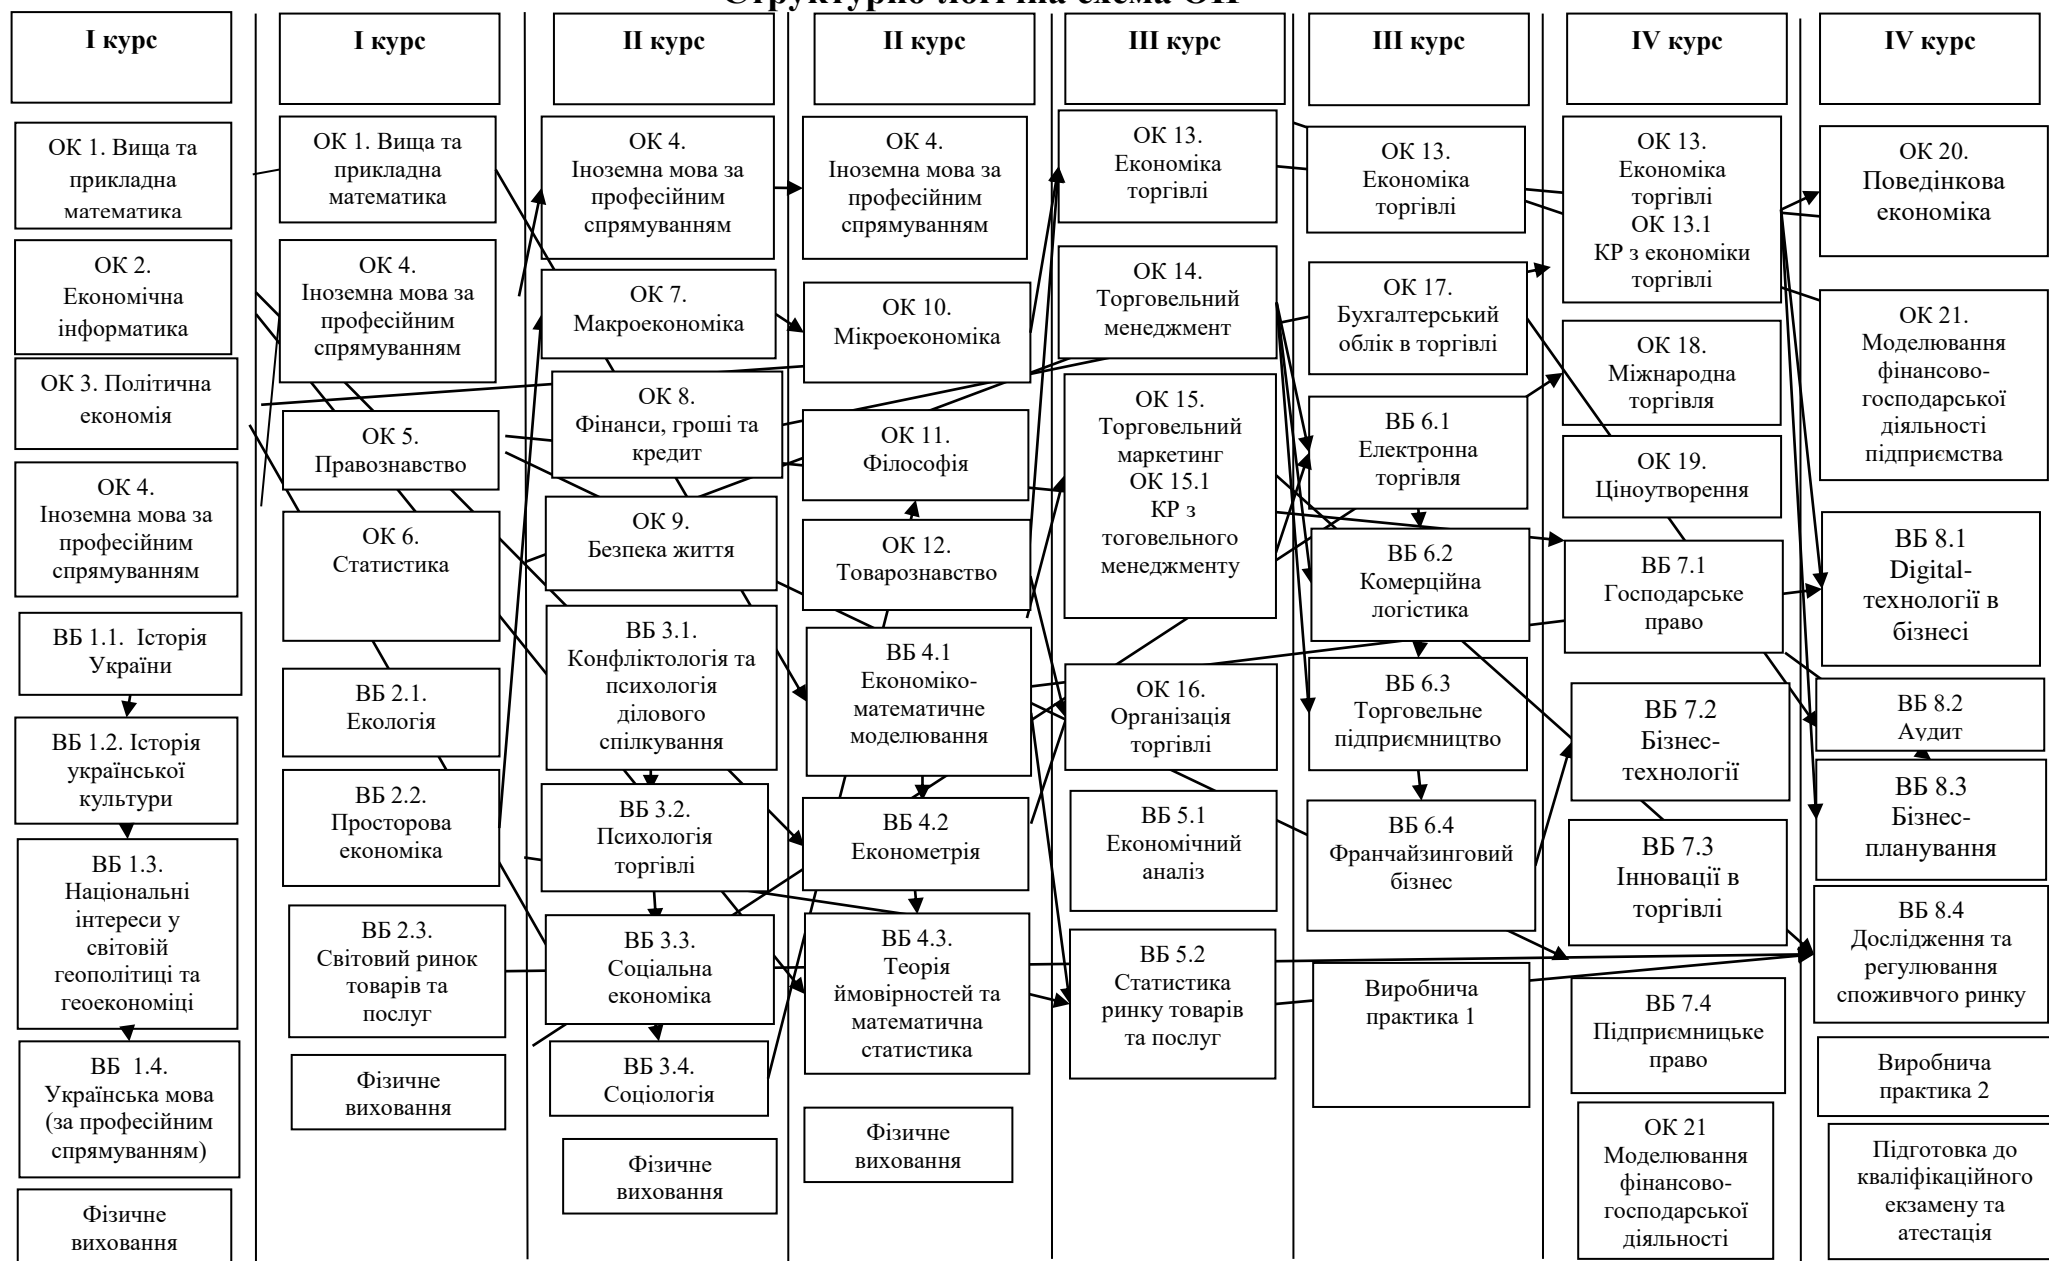 Структурно-логічна схема ОП
І курс
І курс
ІІ курс
ІІ курс
ІІІ курс
ІІІ курс
ІV курс
ІV курс
ОК 1. Вища та
прикладна
математика
ОК 2.
Економічна
інформатика
ОК 3. Політична
економія
ОК 4.
Іноземна мова за
професійним
спрямуванням
ВБ 1.1. Історія
України
ВБ 1.2. Історія
української
культури
ВБ 1.3.
Національні
інтереси у
світовій
геополітиці та
геоекономіці
ВБ 1.4.
Українська мова
(за професійним
спрямуванням)
Фізичне
виховання
ОК 1. Вища та
прикладна
математика
ОК 4.
Іноземна мова за
професійним
спрямуванням
ОК 5.
Правознавство
ОК 6.
Статистика
ВБ 2.1.
Екологія
ВБ 2.2.
Просторова
економіка
ВБ 2.3.
Світовий ринок
товарів та
послуг
Фізичне
виховання
ОК 4.
Іноземна мова за
професійним
спрямуванням
ОК 7.
Макроекономіка
ОК 8.
Фінанси, гроші та
кредит
ОК 9.
Безпека життя
ВБ 3.1.
Конфліктологія та
психологія
ділового
спілкування
ВБ 3.2.
Психологія
торгівлі
ВБ 3.3.
Соціальна
економіка
ВБ 3.4.
Соціологія
Фізичне
виховання
ОК 4.
Іноземна мова за
професійним
спрямуванням
ОК 10.
Мікроекономіка
ОК 11.
Філософія
ОК 12.
Товарознавство
ВБ 4.1
Економіко-
математичне
моделювання
ВБ 4.2
Економетрія
ВБ 4.3.
Теорія
ймовірностей та
математична
статистика
Фізичне
виховання
ОК 13.
Економіка
торгівлі
ОК 14.
Торговельний
менеджмент
ОК 15.
Торговельний
маркетинг
ОК 15.1
КР з
тоговельного
менеджменту
ОК 16.
Організація
торгівлі
ВБ 5.1
Економічний
аналіз
ВБ 5.2
Статистика
ринку товарів
та послуг
ОК 13.
Економіка
торгівлі
ОК 17.
Бухгалтерський
облік в торгівлі
ВБ 6.1
Електронна
торгівля
ВБ 6.2
Комерційна
логістика
ВБ 6.3
Торговельне
підприємництво
ВБ 6.4
Франчайзинговий
бізнес
Виробнича
практика 1
ОК 13.
Економіка
торгівлі
ОК 13.1
КР з економіки
торгівлі
ОК 18.
Міжнародна
торгівля
ОК 19.
Ціноутворення
ВБ 7.1
Господарське
право
ВБ 7.2
Бізнес-
технології
ВБ 7.3
Інновації в
торгівлі
ВБ 7.4
Підприємницьке
право
ОК 21
Моделювання
фінансово-
господарської
діяльності
ОК 20.
Поведінкова
економіка
ОК 21.
Моделювання
фінансово-
господарської
діяльності
підприємства
ВБ 8.1
Digital-
технології в
бізнесі
ВБ 8.2
Аудит
ВБ 8.3
Бізнес-
планування
ВБ 8.4
Дослідження та
регулювання
споживчого ринку
Виробнича
практика 2
Підготовка до
кваліфікаційного
екзамену та
атестація